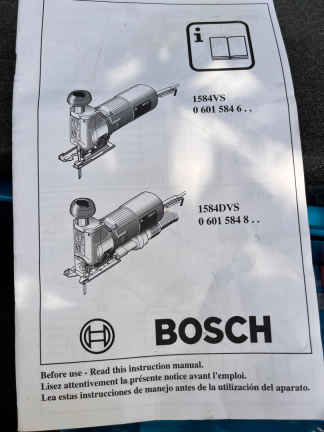 i
1584VS
0 601 584 6 . .
1584DVS
0 601 584 8 . .
BOSCH
Before use - Read this instruction manual.
Lisez attentivement la présente notice avant l'emploi.
Lea estas instrucciones de manejo antes de la utilización del aparato.